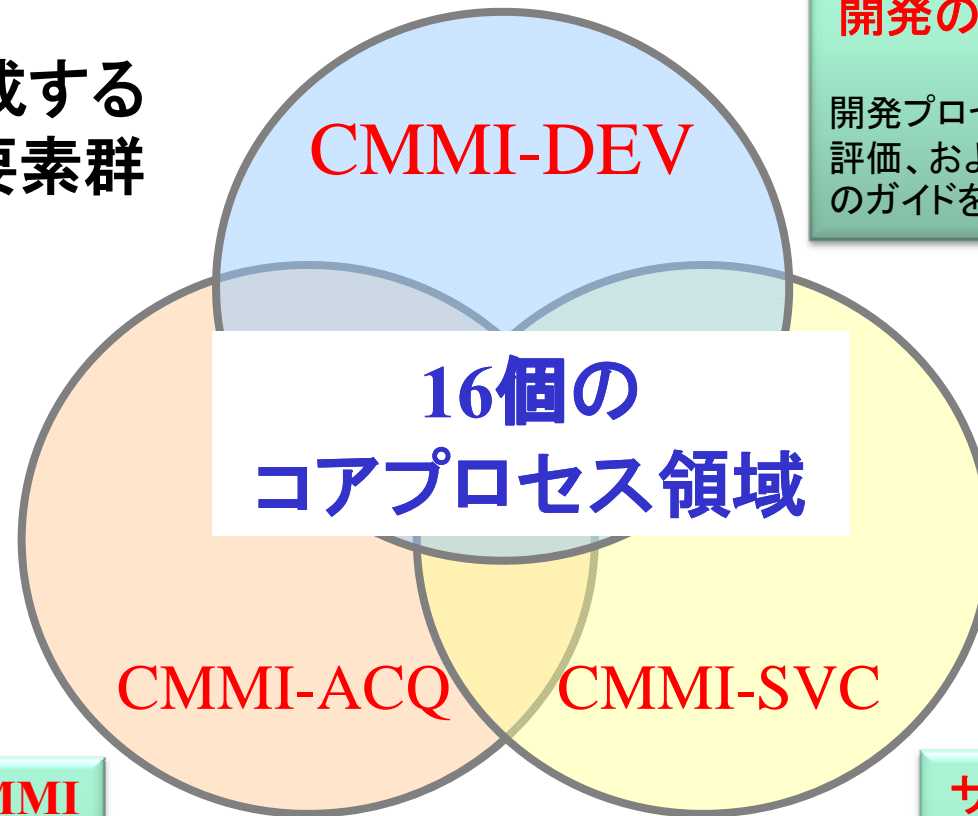 成する
要素群
開発の
開発プロセ
評価、およ
のガイドを
CMMI-DEV
16個の
コアプロセス領域
CMMI-ACQ
CMMI-SVC
MMI
サ